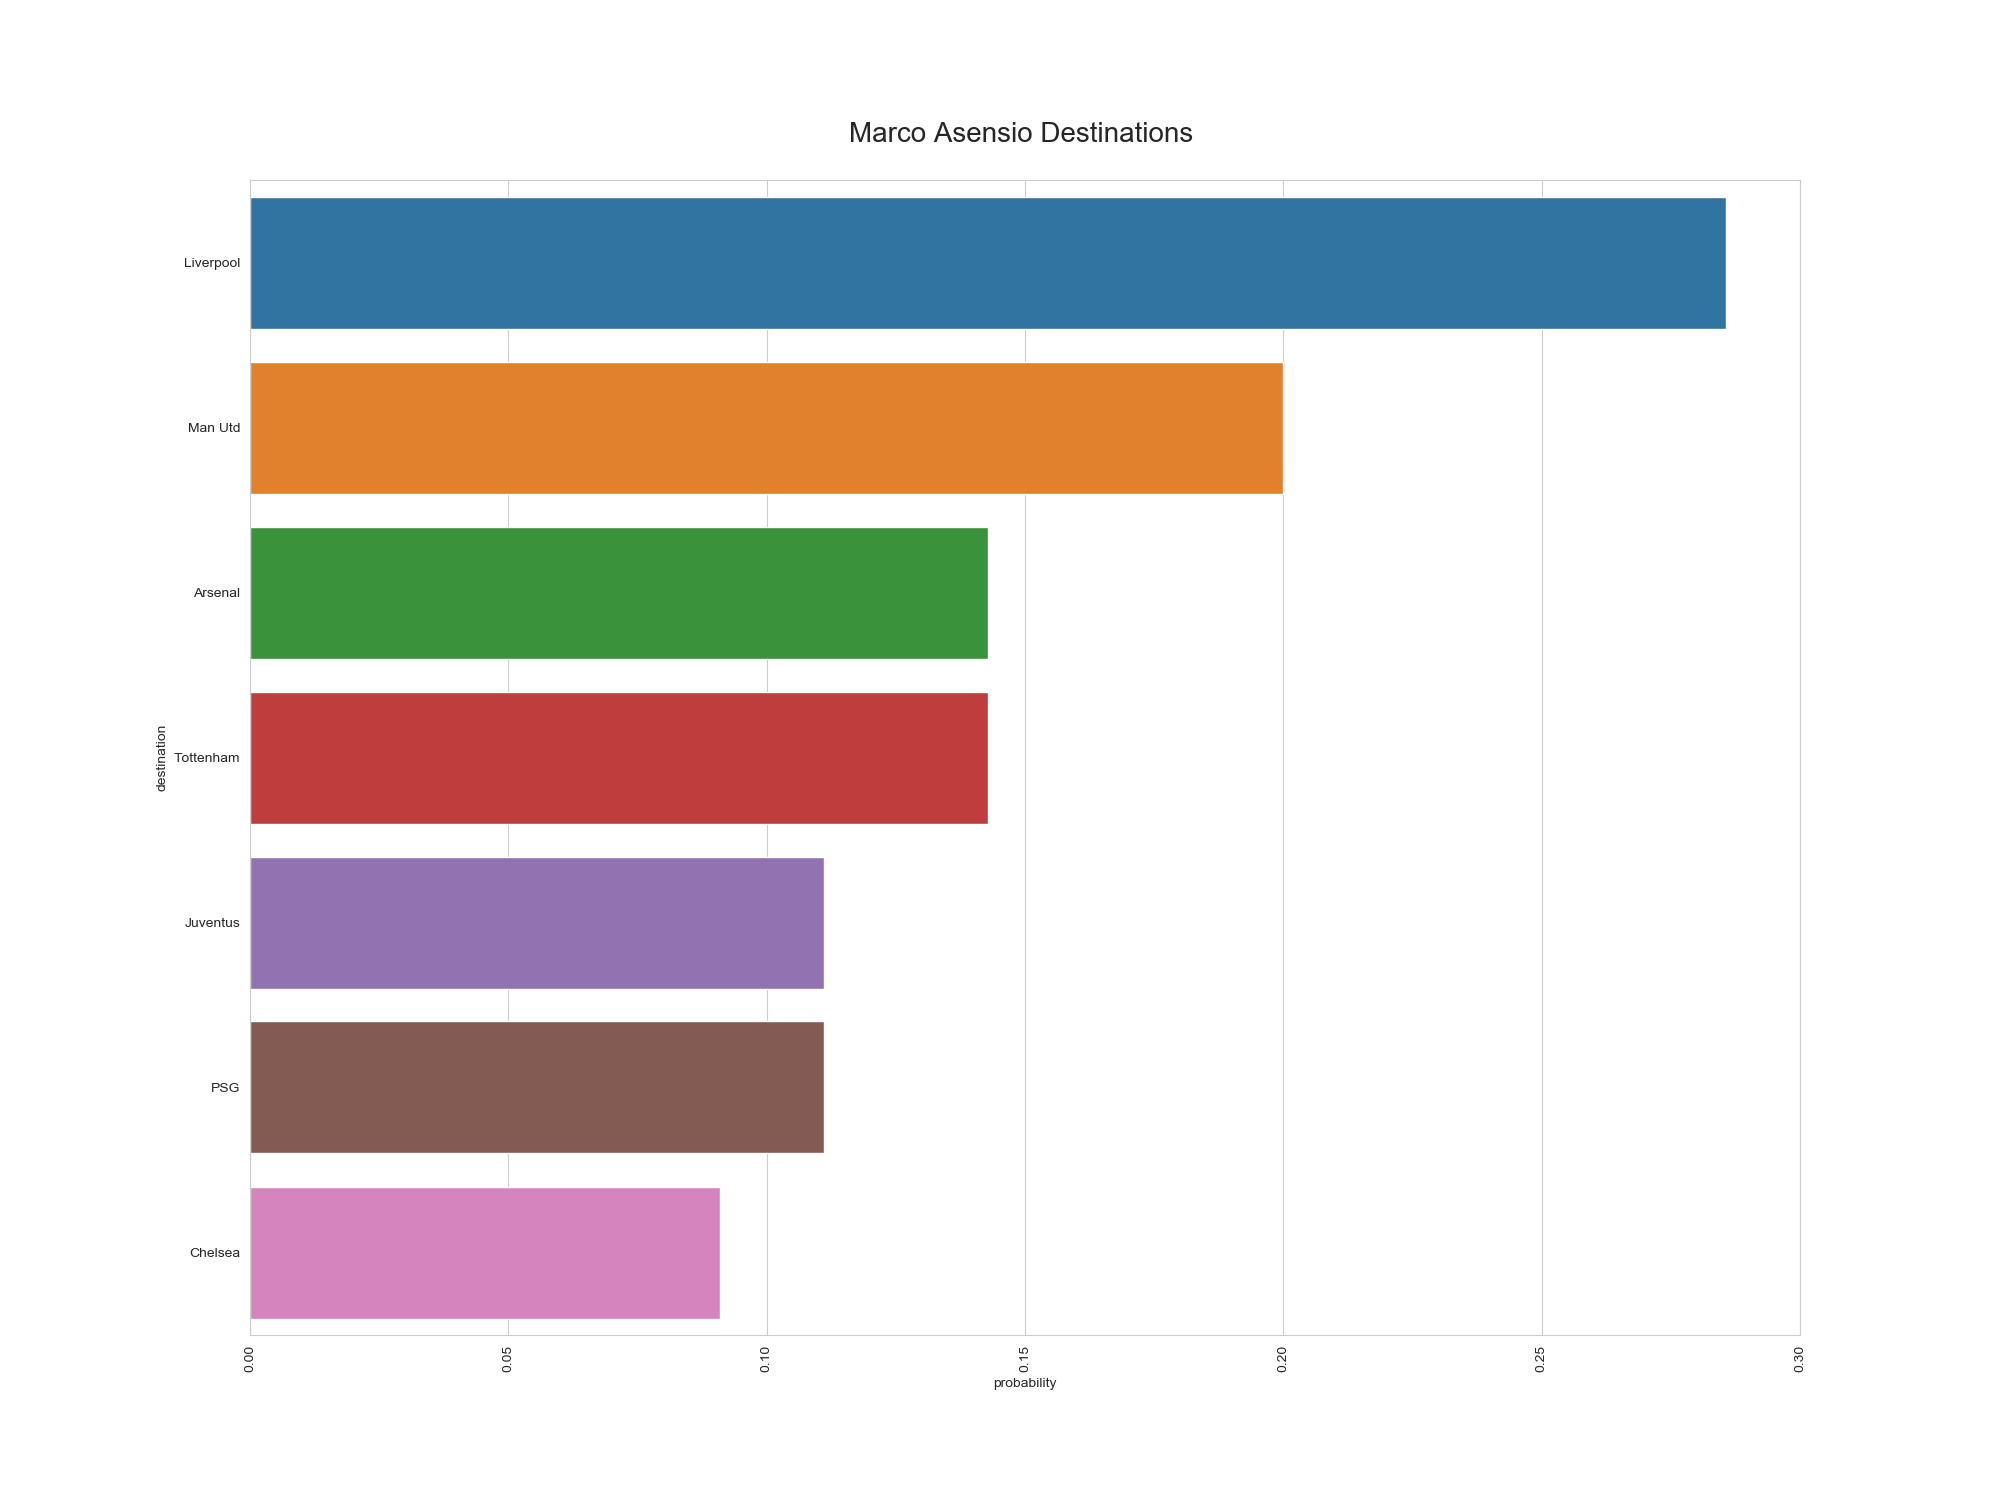 Marco Asensio Destinations
Liverpool
Man Utd
Arsenal
Tottenham
Juventus
PSG
Chelsea
destination
0.00 0.05 0.10 0.15 0.20 0.25 0.30
probability